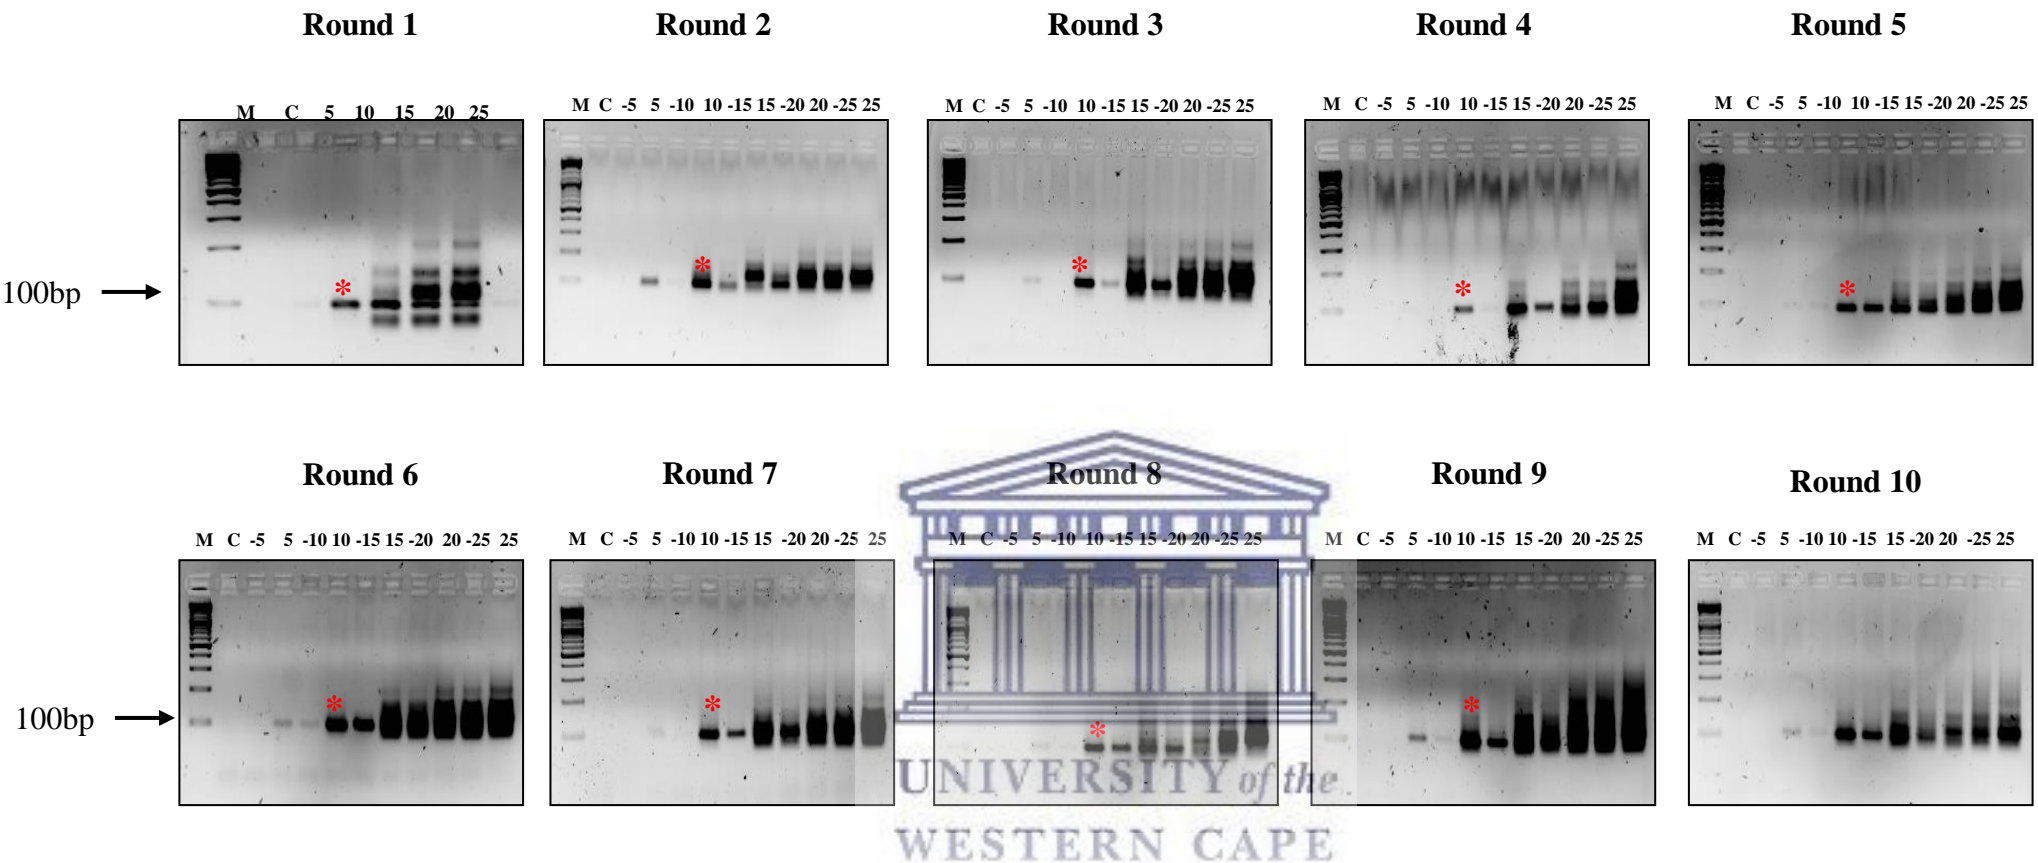 Round 1 Round 2 Round 3 Round 4 Round 5
M C 5 10 15 20 25
M C -5 5 -10 10 -15 15 -20 20 -25 25
M C -5 5 -10 10 -15 15 -20 20 -25 25
M C -5 5 -10 10 -15 15 -20 20 -25 25
M C -5 5 -10 10 -15 15 -20 20 -25 25
*
*
*
*
*
100bp
Round 6 Round 7 Round 8 Round 9 Round 10
M C -5 5 -10 10 -15 15 -20 20 -25 25
M C -5 5 -10 10 -15 15 -20 20 -25 25
M C -5 5 -10 10 -15 15 -20 20 -25 25
M C -5 5 -10 10 -15 15 -20 20 -25 25
M C -5 5 -10 10 -15 15 -20 20 -25 25
*
*
*
*
100bp
UNIVERSITY of the
WESTERN CAPE